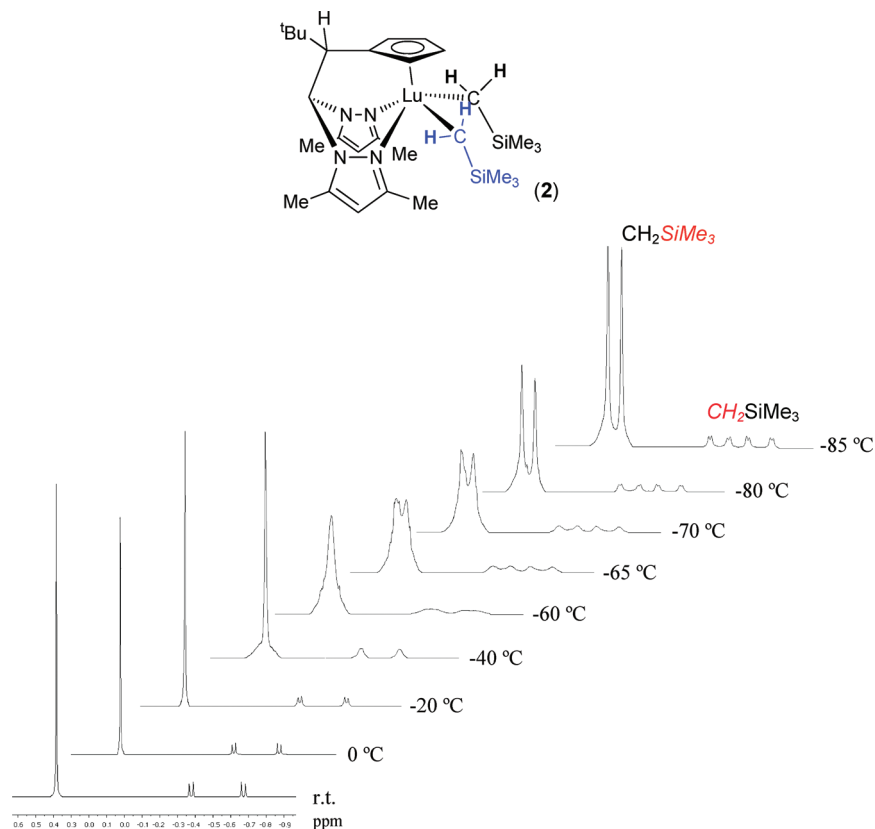 H
ᵗBu
H H
Lu C
H
N N N H C
Me Me SiMe₃
N N
SiMe₃
(2)
Me Me
CH₂SiMe₃
CH₂SiMe₃
-85 ºC
-80 ºC
-70 ºC
-65 ºC
-60 ºC
-40 ºC
-20 ºC
0 ºC
r.t.
0.6 0.5 0.4 0.3 0.2 0.1 0.0 -0.1 -0.2 -0.3 -0.4 -0.5 -0.6 -0.7 -0.8 -0.9
ppm